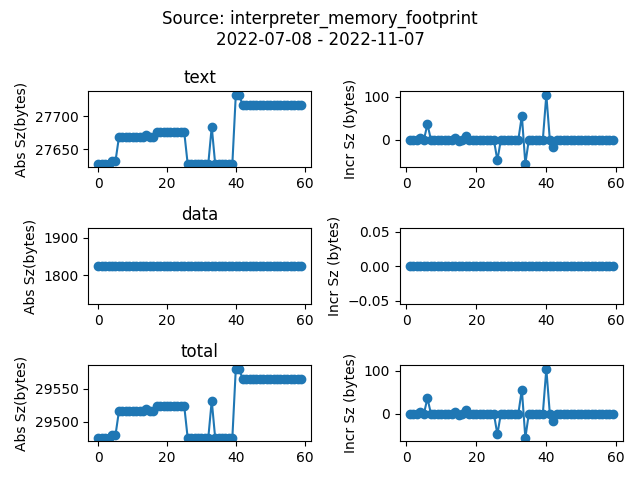 Source: interpreter_memory_footprint
2022-07-08 - 2022-11-07
text
Abs Sz(bytes)
27700
27650
0 20 40 60
Incr Sz (bytes)
100
0
0 20 40 60
data
Abs Sz(bytes)
1900
1800
0 20 40 60
Incr Sz (bytes)
0.05
0.00
−0.05
0 20 40 60
total
Abs Sz(bytes)
29550
29500
0 20 40 60
Incr Sz (bytes)
100
0
0 20 40 60